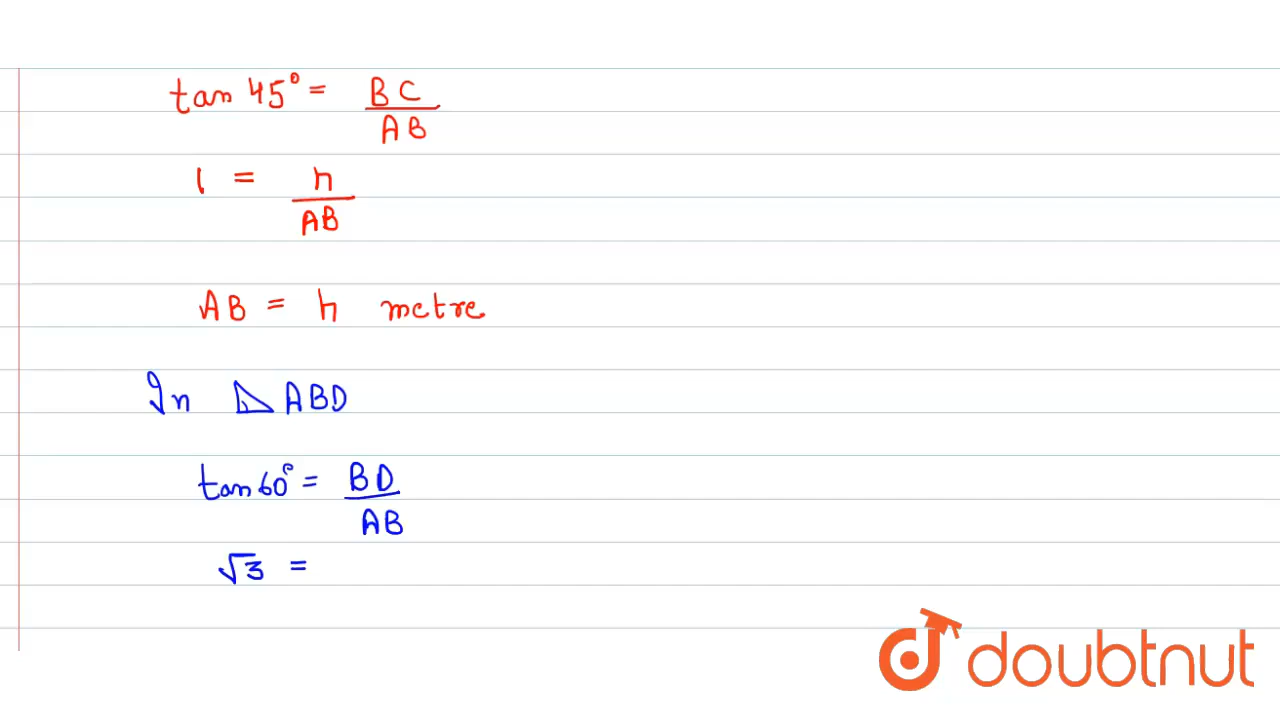 tan 45° = BC
AB
1 = h
AB
AB = h metre
In △ ABD
tan 60° = BD
AB
√3 =
doubtnut